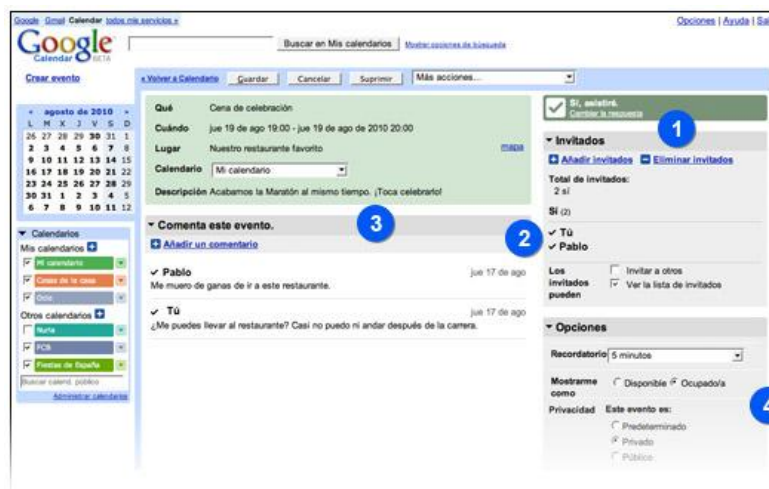 Google Gmail Calendar todos mis servicios »
Opciones | Ayuda | Sal
Google
Calendar BETA
Buscar en Mis calendarios
Mostrar opciones de búsqueda
Crear evento
« Volver a Calendario
Guardar
Cancelar
Suprimir
Más acciones...
« agosto de 2010 »
L M X J V S D
26 27 28 29 30 31 1
2 3 4 5 6 7 8
9 10 11 12 13 14 15
16 17 18 19 20 21 22
23 24 25 26 27 28 29
30 31 1 2 3 4 5
6 7 8 9 10 11 12
Calendarios
Mis calendarios
Mi calendario
Cosas de la casa
Ocio
Otros calendarios
Nuria
FCB
Fiestas de España
Buscar calend. público
Administrar calendarios
Qué Cena de celebración
Cuándo jue 19 de ago 19:00 - jue 19 de ago de 2010 20:00
Lugar Nuestro restaurante favorito mapa
Calendario Mi calendario
Descripción Acabamos la Maratón al mismo tiempo. ¡Toca celebrarlo!
Comenta este evento.
3
Añadir un comentario
Pablo jue 17 de ago
Me muero de ganas de ir a este restaurante.
Tú jue 17 de ago
¿Me puedes llevar al restaurante? Casi no puedo ni andar después de la carrera.
Sí, asistiré.
Cambiar la respuesta
1
Invitados
Añadir invitados Eliminar invitados
Total de invitados:
2 sí
Sí (2)
2
Tú
Pablo
Los invitados pueden
Invitar a otros
Ver la lista de invitados
Opciones
Recordatorio 5 minutos
Mostrarme como
Disponible Ocupado/a
4
Privacidad Este evento es:
Predeterminado
Privado
Público